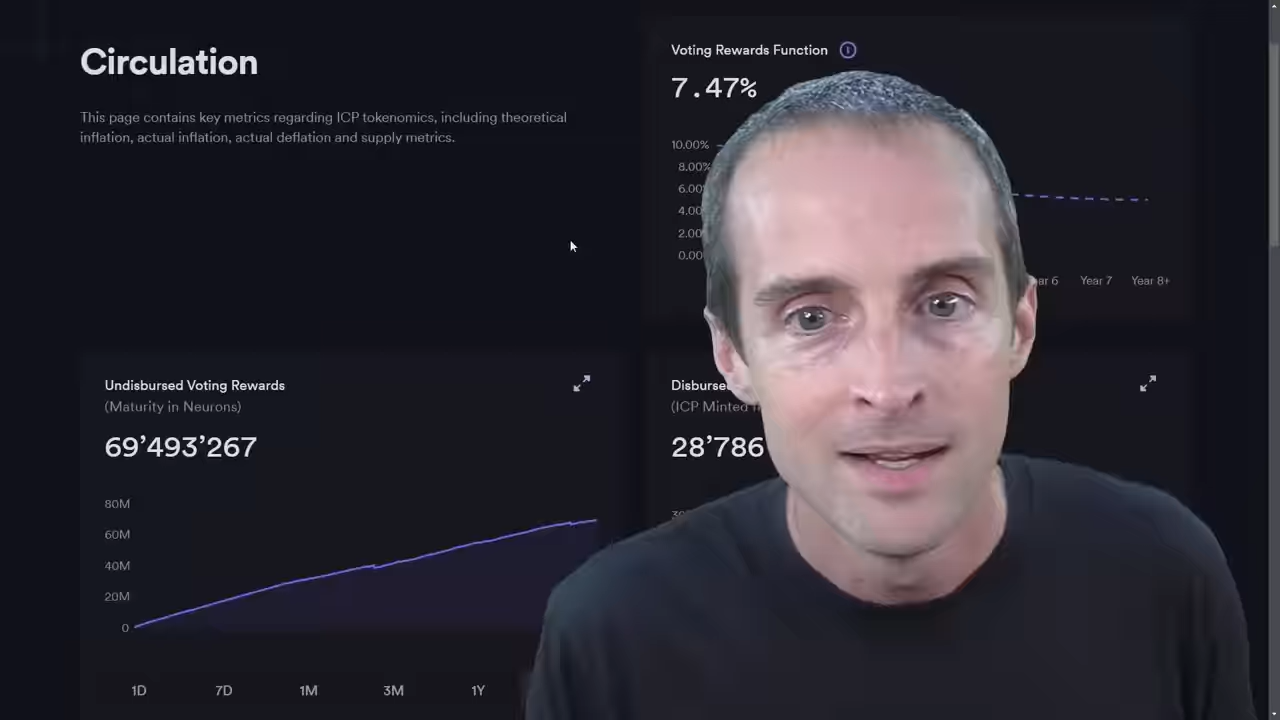 Circulation
This page contains key metrics regarding ICP tokenomics, including theoretical
inflation, actual inflation, actual deflation and supply metrics.
Voting Rewards Function
7.47%
10.00%
8.00%
6.00
4.00
2.00
0.00
Year 7
Year 8+
Undisbursed Voting Rewards
(Maturity in Neurons)
69’493’267
80M
60M
40M
20M
0
1D
7D
1M
3M
1Y
(ICP Minted
28’786